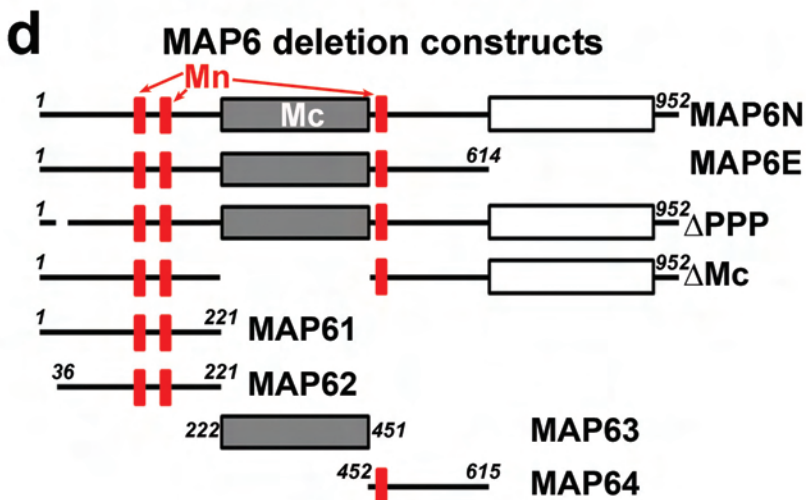 d
MAP6 deletion constructs
Mn
1 Mc 952 MAP6N
1 614 MAP6E
1 952 ΔPPP
1 952 ΔMc
1 221 MAP61
36 221 MAP62
222 451 MAP63
452 615 MAP64